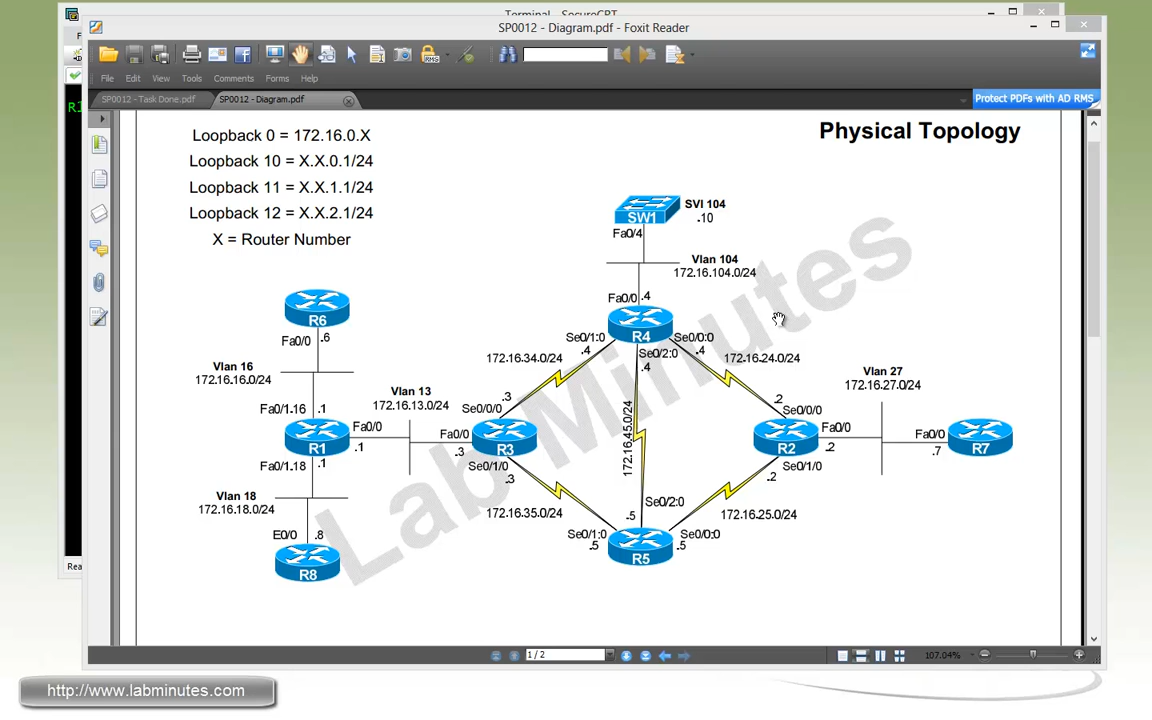 Terminal - SecureCRT
SP0012 - Diagram.pdf - Foxit Reader
File Edit View Tools Comments Forms Help
SP0012 - Task Done.pdf
SP0012 - Diagram.pdf
Protect PDFs with AD RMS
RMS
Loopback 0 = 172.16.0.X
Loopback 10 = X.X.0.1/24
Loopback 11 = X.X.1.1/24
Loopback 12 = X.X.2.1/24
X = Router Number
Physical Topology
SW1
SVI 104
.10
Fa0/4
Vlan 104
172.16.104.0/24
Fa0/0 .4
R4
Se0/1:0
.4
Se0/2:0
.4
Se0/0:0
.4
172.16.34.0/24
172.16.24.0/24
172.16.45.0/24
R6
Fa0/0 .6
Vlan 16
172.16.16.0/24
Fa0/1.16 .1
R1
Fa0/0
.1
Fa0/1.18 .1
Vlan 13
172.16.13.0/24
Fa0/0
.3
.3
Se0/0/0
R3
Se0/1/0
.3
.2
Se0/0/0
R2
Se0/1/0
.2
Fa0/0
.2
Vlan 27
172.16.27.0/24
Fa0/0
.7
R7
Vlan 18
172.16.18.0/24
E0/0 .8
R8
172.16.35.0/24
172.16.25.0/24
.5
Se0/2:0
Se0/1:0
.5
R5
Se0/0:0
.5
Lab Minutes
1 / 2
107.04%
Rea
http://www.labminutes.com